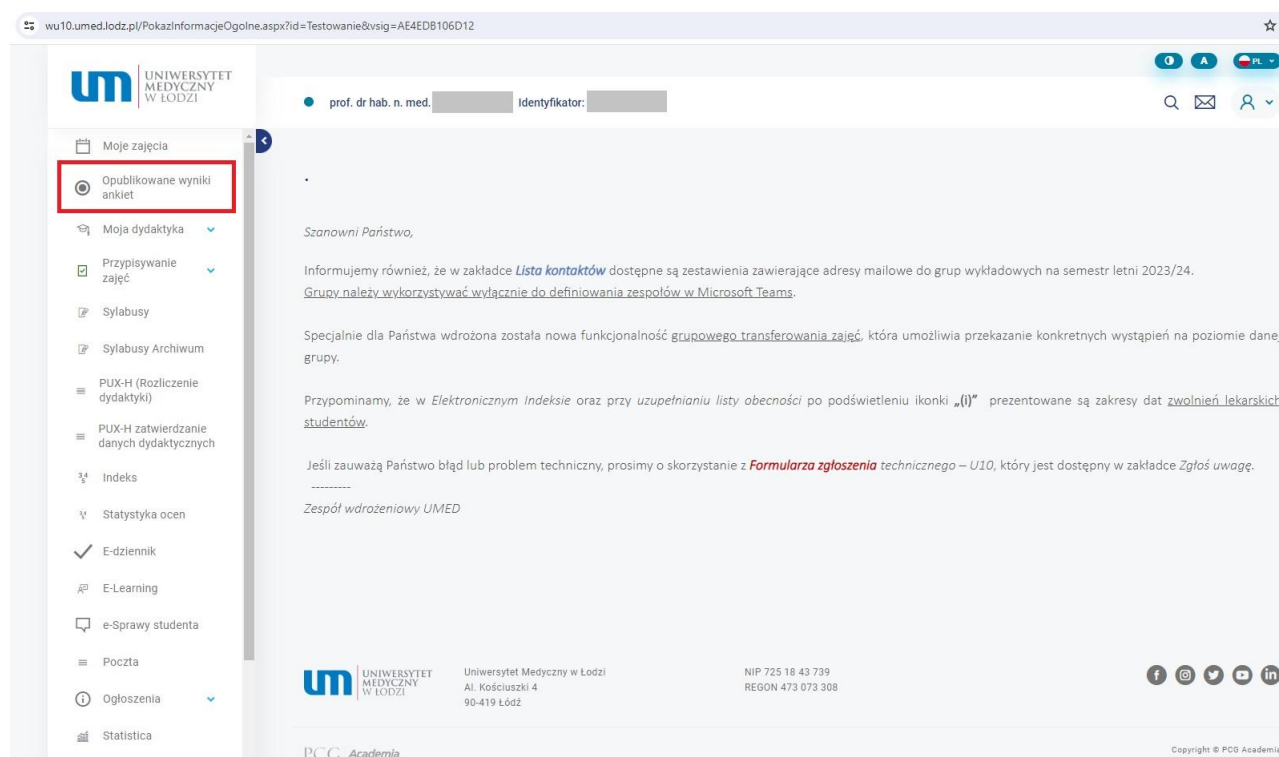 wu10.umed.lodz.pl/PokazInformacjeOgolne.aspx?id=Testowanie&vsig=AE4EDB106D12
A
PL
um UNIWERSYTET
MEDYCZNY
W ŁODZI
prof. dr hab. n. med.
Identyfikator:
Moje zajęcia
Opublikowane wyniki
ankiet
Moja dydaktyka
Przypisywanie
zajęć
Sylabusy
Sylabusy Archiwum
PUX-H (Rozliczenie
dydaktyki)
PUX-H zatwierdzanie
danych dydaktycznych
Indeks
Statystyka ocen
E-dziennik
E-Learning
e-Sprawy studenta
Poczta
Ogłoszenia
Statistica
.
Szanowni Państwo,
Informujemy również, że w zakładce Lista kontaktów dostępne są zestawienia zawierające adresy mailowe do grup wykładowych na semestr letni 2023/24.
Grupy należy wykorzystywać wyłącznie do definiowania zespołów w Microsoft Teams.
Specjalnie dla Państwa wdrożona została nowa funkcjonalność grupowego transferowania zajęć, która umożliwia przekazanie konkretnych wystąpień na poziomie danej
grupy.
Przypominamy, że w Elektronicznym Indeksie oraz przy uzupełnianiu listy obecności po podświetleniu ikonki „(i)" prezentowane są zakresy dat zwolnień lekarskich
studentów.
Jeśli zauważą Państwo błąd lub problem techniczny, prosimy o skorzystanie z Formularza zgłoszenia technicznego – U10, który jest dostępny w zakładce Zgłoś uwagę.
---------
Zespół wdrożeniowy UMED
um UNIWERSYTET
MEDYCZNY
W ŁODZI
Uniwersytet Medyczny w Łodzi
Al. Kościuszki 4
90-419 Łódź
NIP 725 18 43 739
REGON 473 073 308
PCG Academia
Copyright © PCG Academia